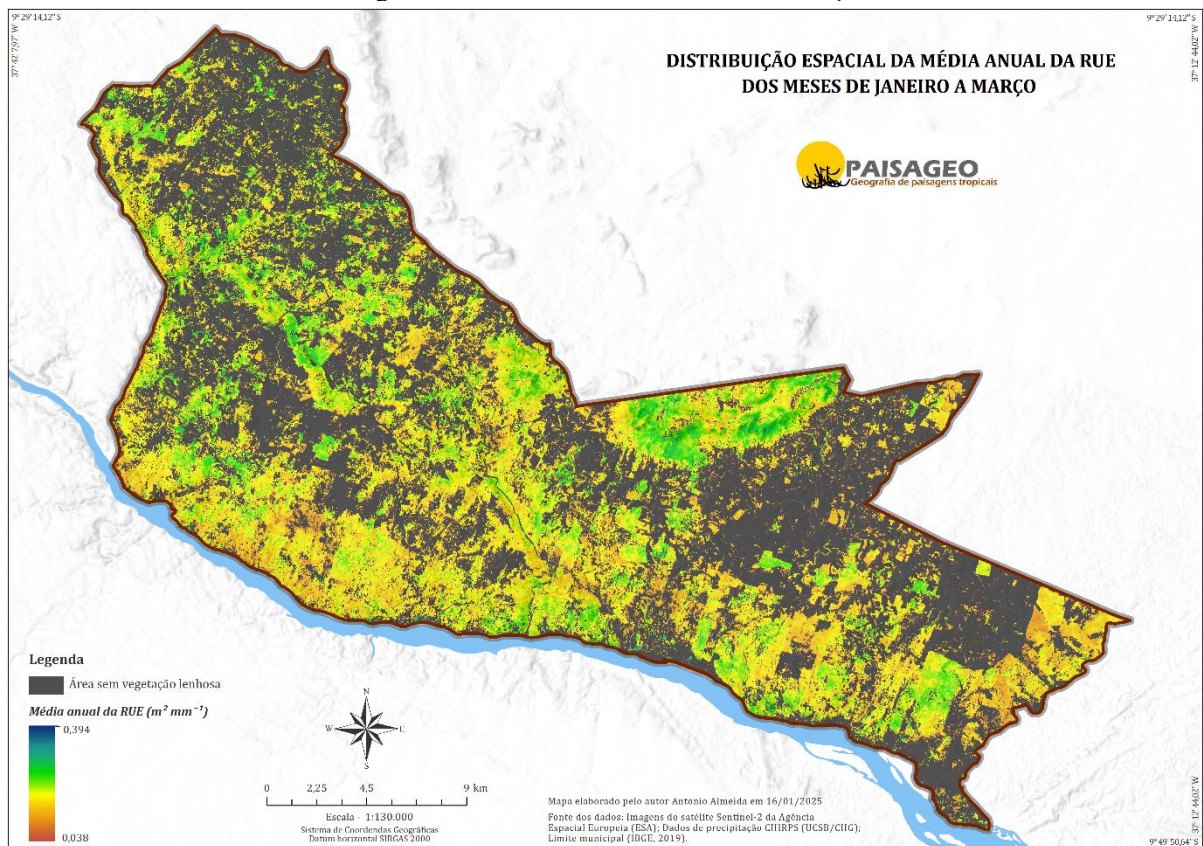 9° 29' 14,12" S
9° 29' 14,12" S
37° 42' 7,97" W
37° 12' 44,02" W
DISTRIBUIÇÃO ESPACIAL DA MÉDIA ANUAL DA RUE
DOS MESES DE JANEIRO A MARÇO
PAISAGEO
Geografia de paisagens tropicais
Legenda
Área sem vegetação lenhosa
Média anual da RUE (m² mm⁻¹)
0,394
0,038
N
W
E
S
0 2,25 4,5 9 km
Escala - 1:130.000
Sistema de Coordendas Geográficas
Datum horizontal SIRGAS 2000
Mapa elaborado pelo autor Antonio Almeida em 16/01/2025
Fonte dos dados: Imagens do satélite Sentinel-2 da Agência
Espacial Europeia (ESA); Dados de precipitação CHIRPS (UCSB/CHG);
Limite municipal (IBGE, 2019).
37° 12' 44,02" W
9° 49' 50,64" S